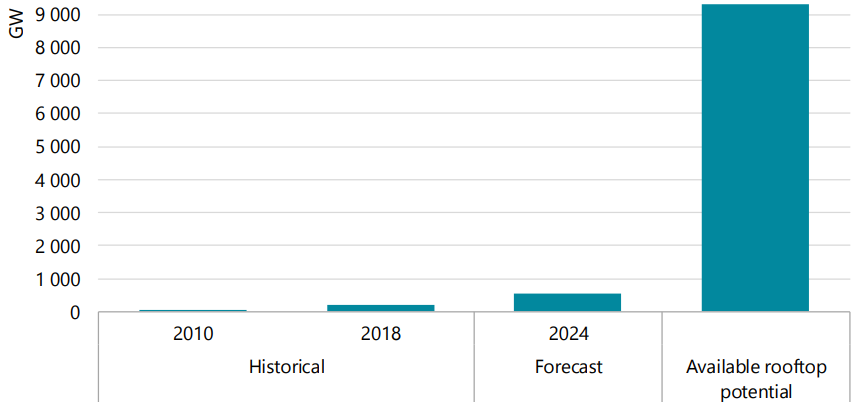 GW
9 000
8 000
7 000
6 000
5 000
4 000
3 000
2 000
1 000
0
2010
2018
2024
Historical
Forecast
Available rooftop
potential